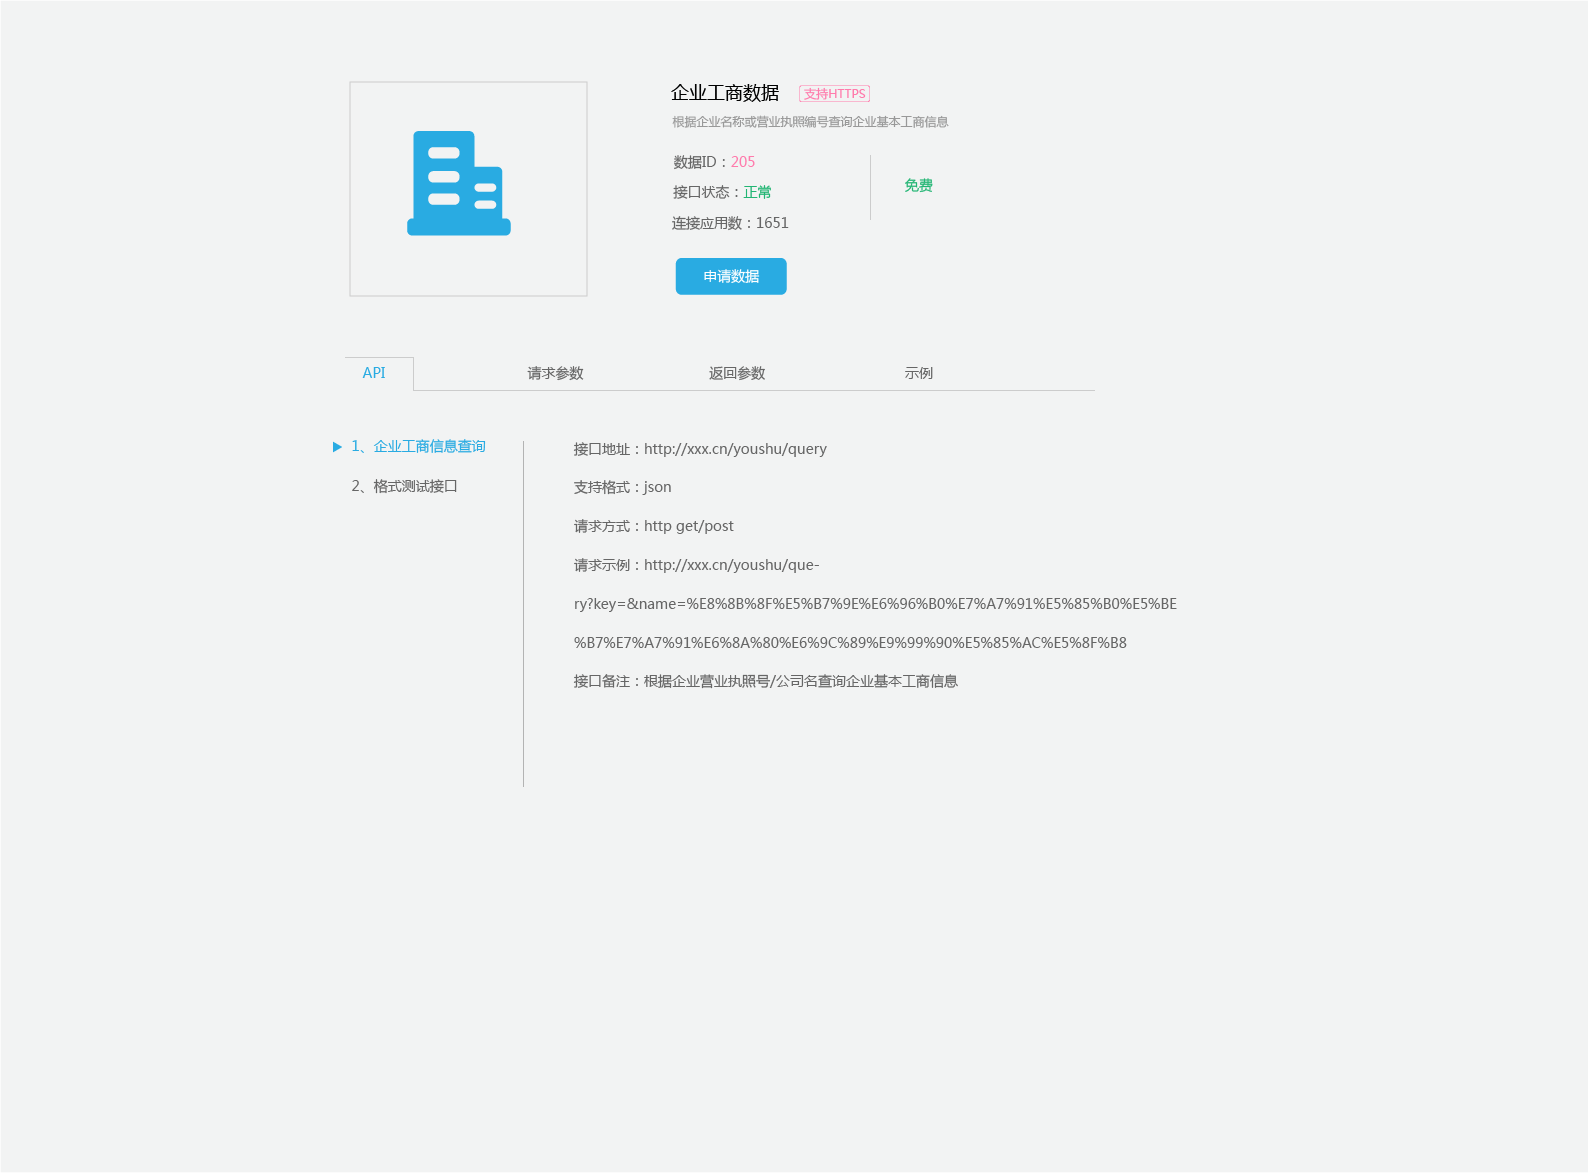 企业工商数据 支持HTTPS
根据企业名称或营业执照编号查询企业基本工商信息
数据ID：205
接口状态：正常
免费
连接应用数：1651
申请数据
API 请求参数 返回参数 示例
1、企业工商信息查询
2、格式测试接口
接口地址：http://xxx.cn/youshu/query
支持格式：json
请求方式：http get/post
请求示例：http://xxx.cn/youshu/que-
ry?key=&name=%E8%8B%8F%E5%B7%9E%E6%96%B0%E7%A7%91%E5%85%B0%E5%BE
%B7%E7%A7%91%E6%8A%80%E6%9C%89%E9%99%90%E5%85%AC%E5%8F%B8
接口备注：根据企业营业执照号/公司名查询企业基本工商信息